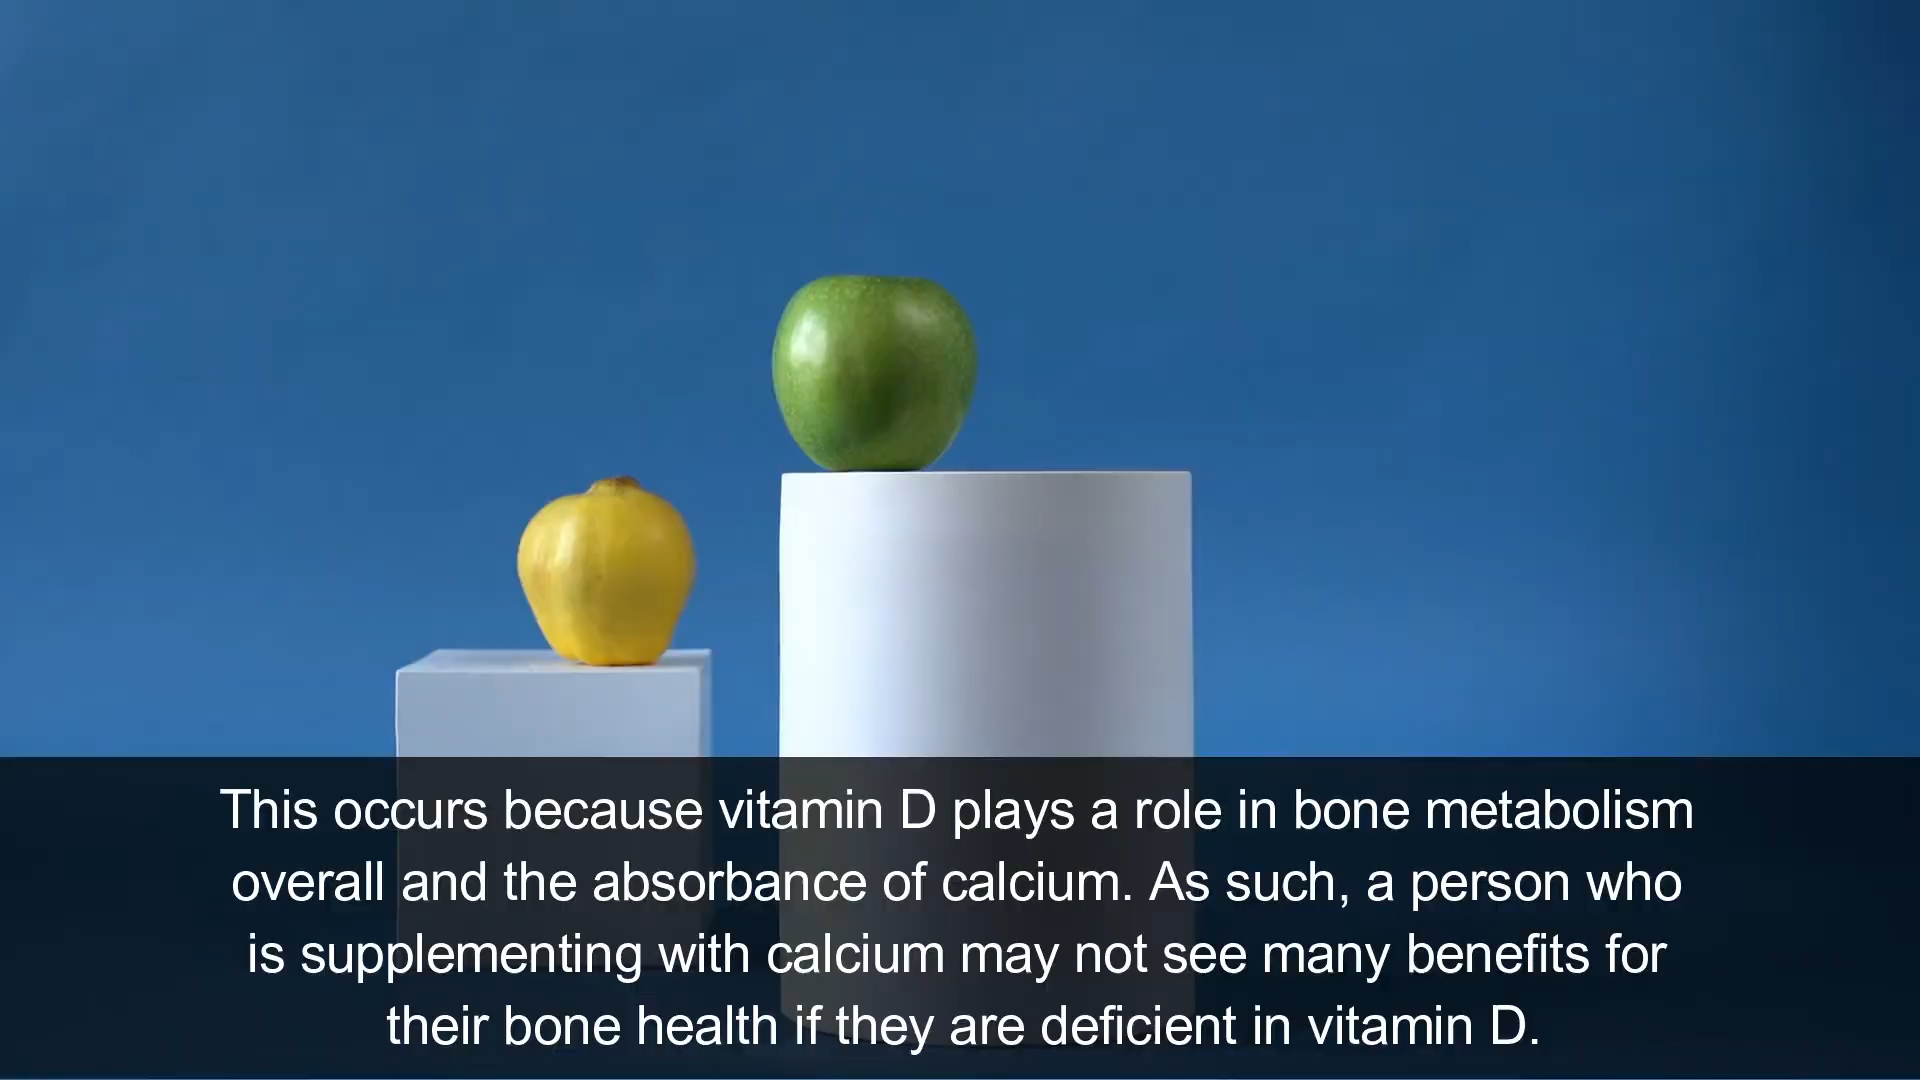 This occurs because vitamin D plays a role in bone metabolism
overall and the absorbance of calcium. As such, a person who
is supplementing with calcium may not see many benefits for
their bone health if they are deficient in vitamin D.